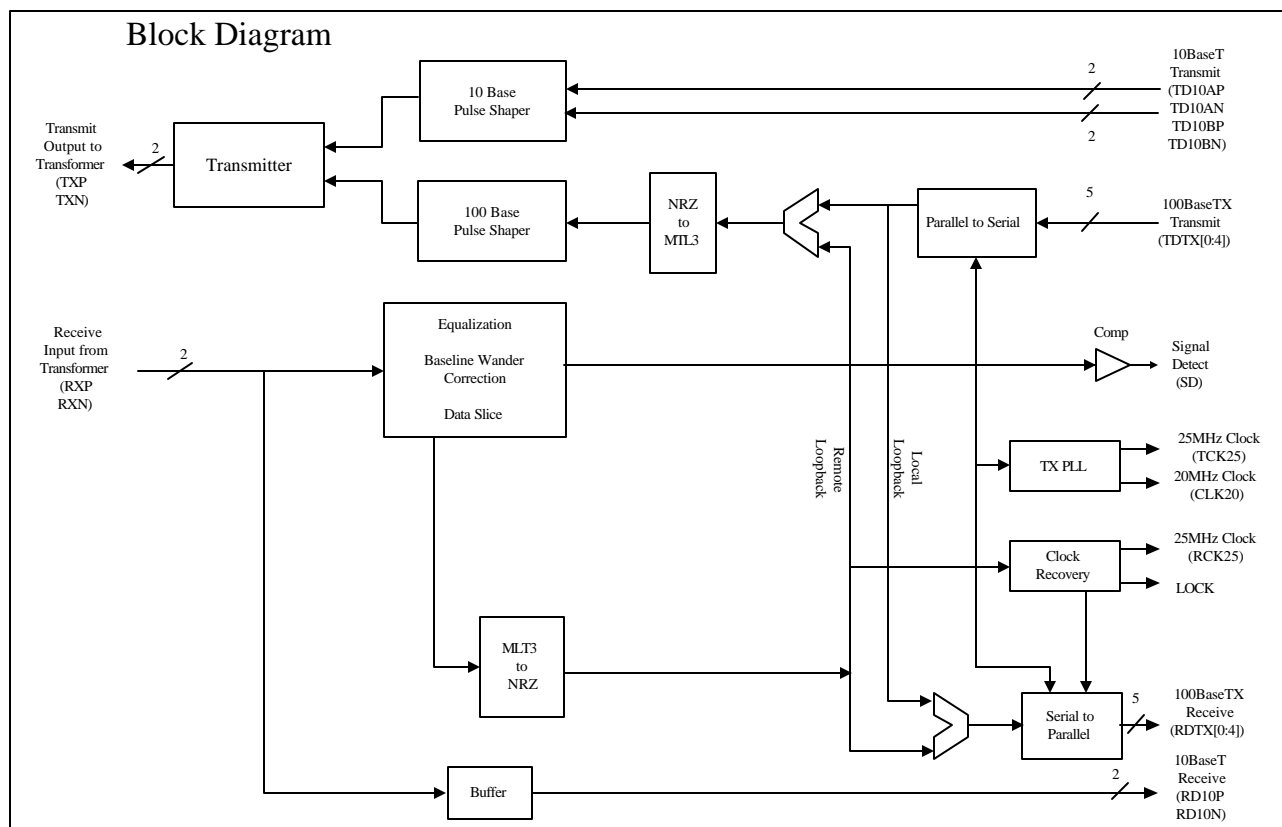 Block Diagram
10 Base
Pulse Shaper
2
2
10BaseT
Transmit
(TD10AP
TD10AN
TD10BP
TD10BN)
Transmit
Output to
Transformer
(TXP
TXN)
2
Transmitter
100 Base
Pulse Shaper
NRZ
to
MTL3
Parallel to Serial
5
100BaseTX
Transmit
(TDTX[0:4])
Receive
Input from
Transformer
(RXP
RXN)
2
Equalization
Baseline Wander
Correction
Data Slice
Comp
Signal
Detect
(SD)
Remote
Loopback
Local
Loopback
TX PLL
25MHz Clock
(TCK25)
20MHz Clock
(CLK20)
Clock
Recovery
25MHz Clock
(RCK25)
LOCK
MLT3
to
NRZ
Serial to
Parallel
5
100BaseTX
Receive
(RDTX[0:4])
Buffer
2
10BaseT
Receive
(RD10P
RD10N)